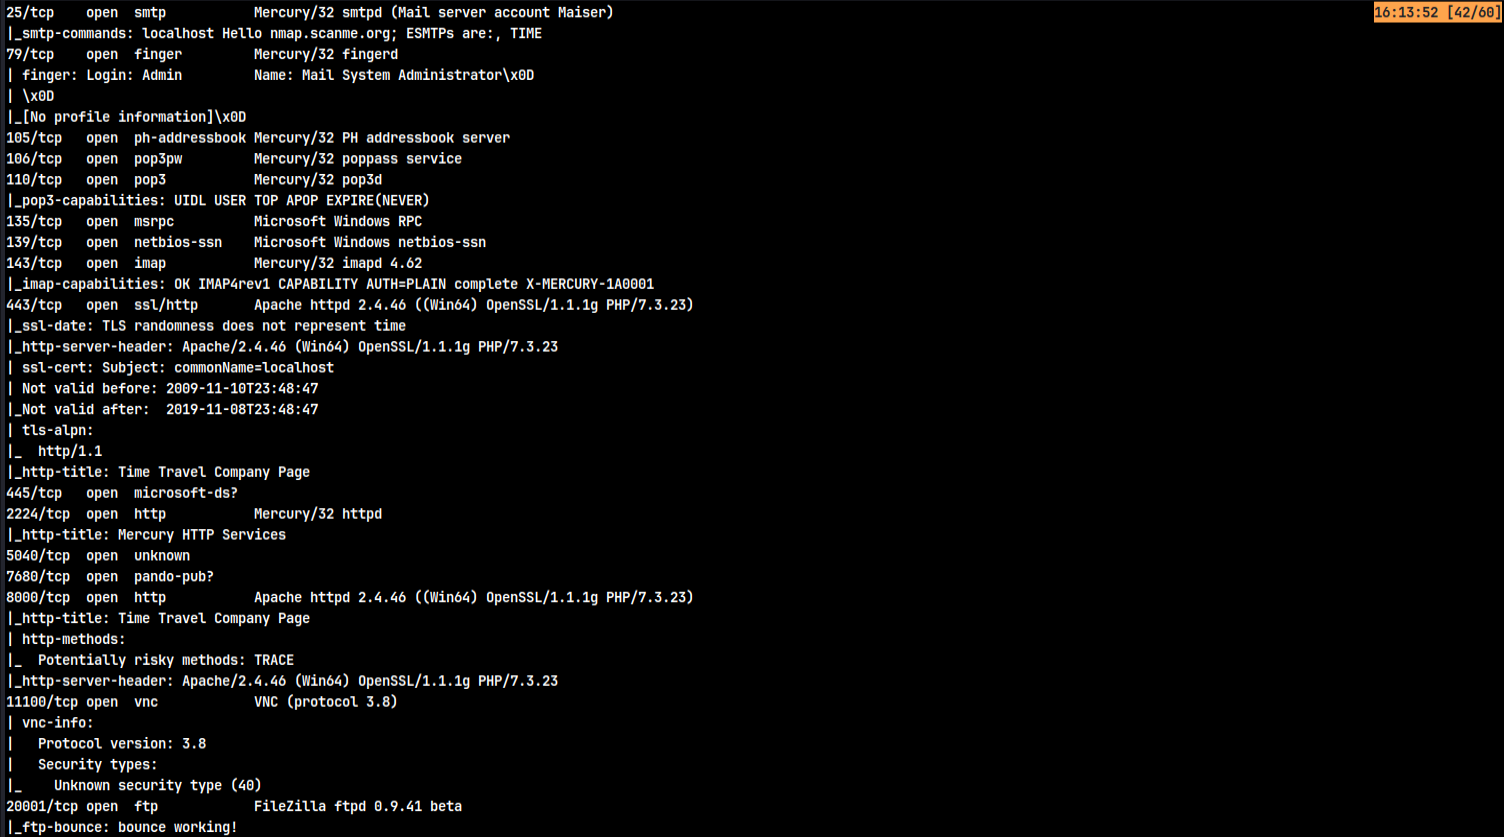 25/tcp    open  smtp           Mercury/32 smtpd (Mail server account Maiser)
16:13:52 [42/60]
|_smtp-commands: localhost Hello nmap.scanme.org; ESMTPs are:, TIME
79/tcp    open  finger         Mercury/32 fingerd
| finger: Login: Admin         Name: Mail System Administrator\x0D
| \x0D
|_[No profile information]\x0D
105/tcp   open  ph-addressbook Mercury/32 PH addressbook server
106/tcp   open  pop3pw         Mercury/32 poppass service
110/tcp   open  pop3           Mercury/32 pop3d
|_pop3-capabilities: UIDL USER TOP APOP EXPIRE(NEVER)
135/tcp   open  msrpc          Microsoft Windows RPC
139/tcp   open  netbios-ssn    Microsoft Windows netbios-ssn
143/tcp   open  imap           Mercury/32 imapd 4.62
|_imap-capabilities: OK IMAP4rev1 CAPABILITY AUTH=PLAIN complete X-MERCURY-1A0001
443/tcp   open  ssl/http       Apache httpd 2.4.46 ((Win64) OpenSSL/1.1.1g PHP/7.3.23)
|_ssl-date: TLS randomness does not represent time
|_http-server-header: Apache/2.4.46 (Win64) OpenSSL/1.1.1g PHP/7.3.23
| ssl-cert: Subject: commonName=localhost
| Not valid before: 2009-11-10T23:48:47
|_Not valid after:  2019-11-08T23:48:47
| tls-alpn:
|_  http/1.1
|_http-title: Time Travel Company Page
445/tcp   open  microsoft-ds?
2224/tcp  open  http           Mercury/32 httpd
|_http-title: Mercury HTTP Services
5040/tcp  open  unknown
7680/tcp  open  pando-pub?
8000/tcp  open  http           Apache httpd 2.4.46 ((Win64) OpenSSL/1.1.1g PHP/7.3.23)
|_http-title: Time Travel Company Page
| http-methods:
|_  Potentially risky methods: TRACE
|_http-server-header: Apache/2.4.46 (Win64) OpenSSL/1.1.1g PHP/7.3.23
11100/tcp open  vnc            VNC (protocol 3.8)
| vnc-info:
|   Protocol version: 3.8
|   Security types:
|_    Unknown security type (40)
20001/tcp open  ftp            FileZilla ftpd 0.9.41 beta
|_ftp-bounce: bounce working!